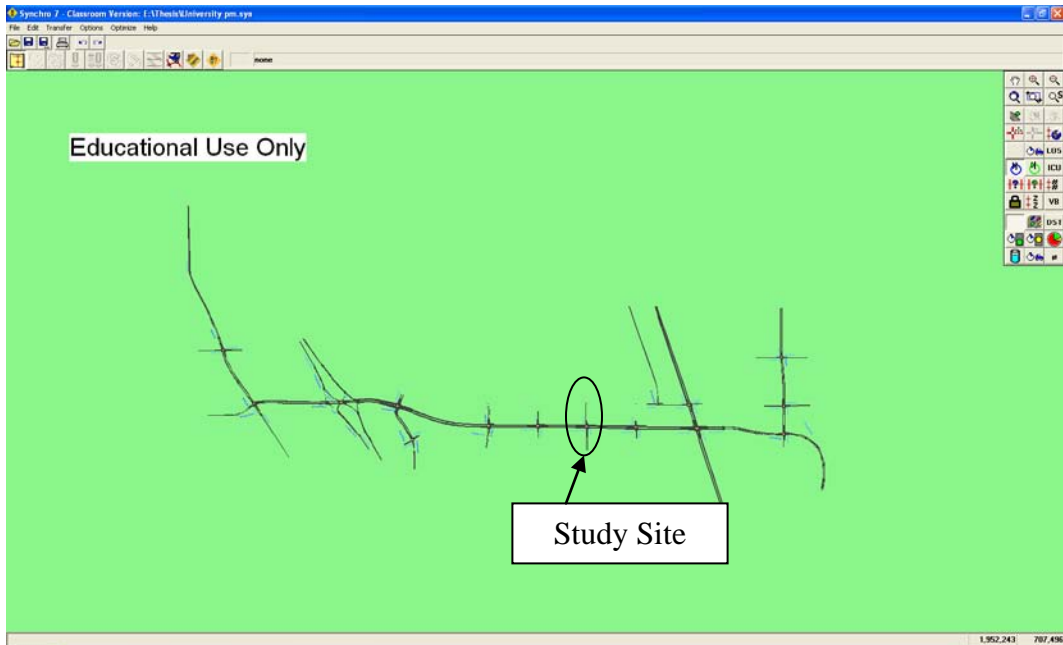 Synchro 7 - Classroom Version: E:\Thesis\University pm.syn
File Edit Transfer Options Optimize Help
none
LOS
ICU
VB
DST
Educational Use Only
Study Site
1,952,243 707,496